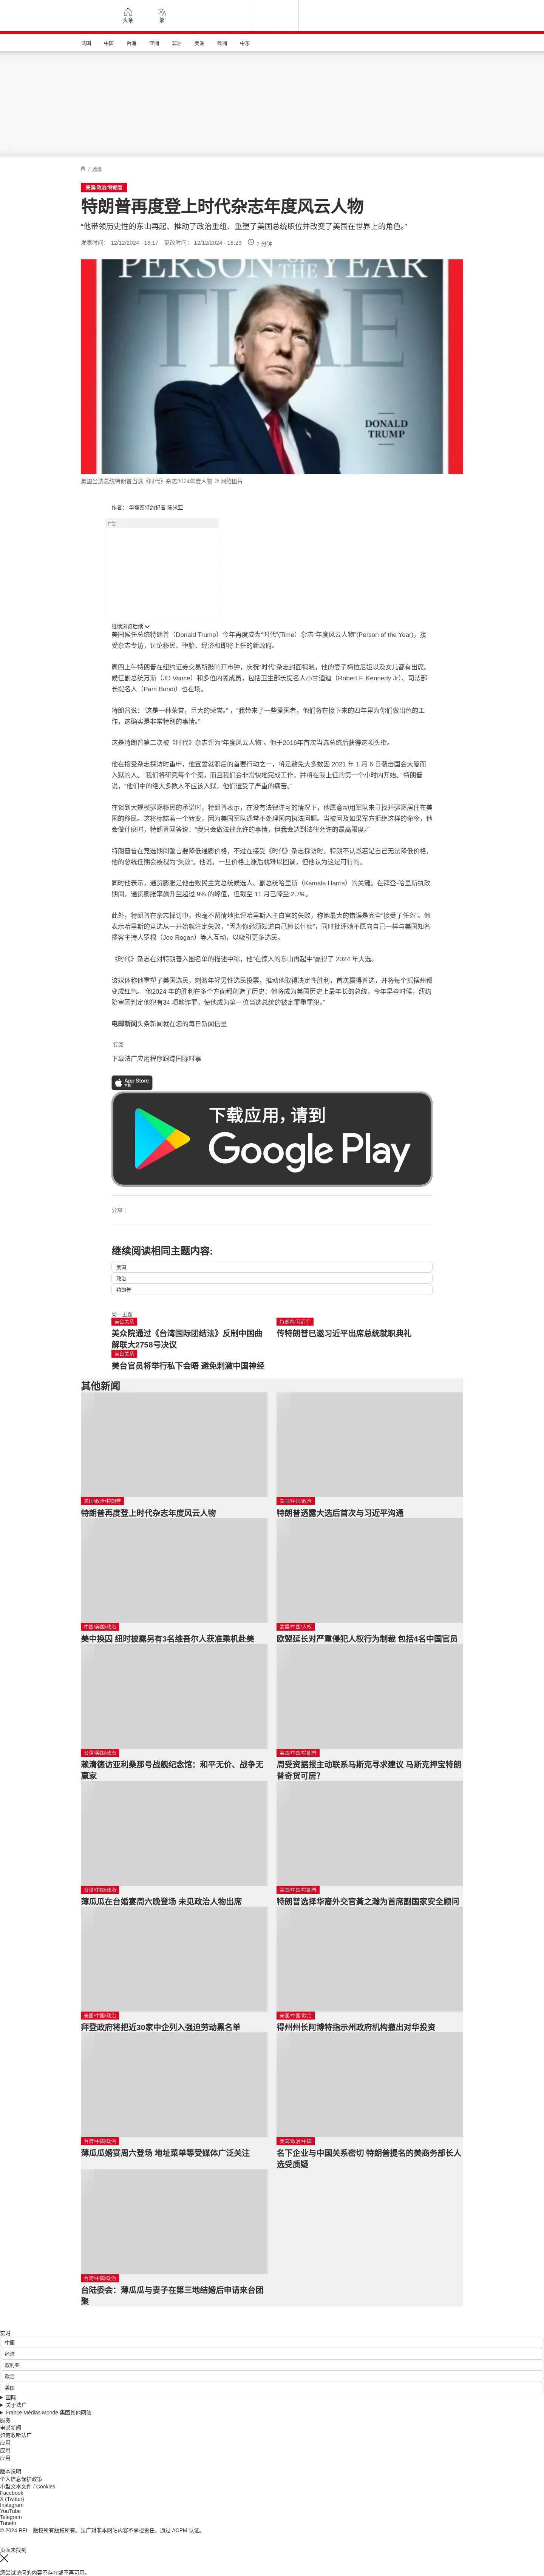 头条
繁
法国
中国
台海
亚洲
非洲
美洲
欧洲
中东
/ 政治
美国/政治/特朗普
特朗普再度登上时代杂志年度风云人物
“他带领历史性的东山再起、推动了政治重组、重塑了美国总统职位并改变了美国在世界上的角色。”
发表时间： 12/12/2024 - 18:17 更改时间： 12/12/2024 - 18:23 7 分钟
PERSON OF THE YEAR
TIME
DONALD
TRUMP
美国当选总统特朗普当选《时代》杂志2024年度人物 © 网络图片
作者： 华盛顿特约记者 陈米亚
广告
继续浏览后续
美国候任总统特朗普（Donald Trump）今年再度成为“时代”(Time）杂志“年度风云人物”(Person of the Year)，接
受杂志专访，讨论移民、堕胎、经济和即将上任的新政府。
周四上午特朗普在纽约证券交易所敲响开市钟，庆祝“时代”杂志封面揭晓，他的妻子梅拉尼娅以及女儿都有出席。
候任副总统万斯（JD Vance）和多位内阁成员，包括卫生部长提名人小甘迺迪（Robert F. Kennedy Jr)、司法部
长提名人（Pam Bondi）也在场。
特朗普说：“这是一种荣誉，巨大的荣誉。” ，“我带来了一些爱国者，他们将在接下来的四年里为你们做出色的工
作，这确实是非常特别的事情。”
这是特朗普第二次被《时代》杂志评为“年度风云人物”。他于2016年首次当选总统后获得这项头衔。
他在接受杂志採访时重申，他宣誓就职后的首要行动之一，将是赦免大多数因 2021 年 1 月 6 日袭击国会大厦而
入狱的人。“我们将研究每个个案，而且我们会非常快地完成工作，并将在我上任的第一个小时内开始。” 特朗普
说，“他们中的绝大多数人不应该入狱，他们遭受了严重的痛苦。”
在谈到大规模驱逐移民的承诺时，特朗普表示，在没有法律许可的情况下，他愿意动用军队来寻找并驱逐居住在美
国的移民。这将标誌着一个转变，因为美国军队通常不处理国内执法问题。当被问及如果军方拒绝这样的命令，他
会做什麽时，特朗普回答说：“我只会做法律允许的事情，但我会达到法律允许的最高限度。”
特朗普在竞选期间誓言要降低通膨价格，不过在接受《时代》杂志採访时，特朗不认爲若是自己无法降低价格，
他的总统任期会被视为“失败”。他说，一旦价格上涨后就难以回调，但他认为这是可行的。
同时他表示，通货膨胀是他击败民主党总统候选人、副总统哈里斯（Kamala Harris）的关键。在拜登-哈里斯执政
期间，通货膨胀率飙升至超过 9% 的峰值，但截至 11 月已降至 2.7%。
此外，特朗普在杂志採访中，也毫不留情地批评哈里斯入主白宫的失败，称她最大的错误是完全“接受了任务”。他
表示哈里斯的竞选从一开始就注定失败，“因为你必须知道自己擅长什麽”，同时批评她不愿向自己一样与美国知名
播客主持人罗根（Joe Rogan）等人互动，以吸引更多选民。
《时代》杂志在对特朗普入围名单的描述中称，他“在惊人的东山再起中”赢得了 2024 年大选。
该媒体称他重塑了美国选民，刺激年轻男性选民投票，推动他取得决定性胜利，首次赢得普选，并将每个摇摆州都
变成红色。“他2024 年的胜利在多个方面都创造了历史：他将成为美国历史上最年长的总统，今年早些时候，纽约
陪审团判定他犯有34 项欺诈罪，使他成为第一位当选总统的被定罪重罪犯。”
电邮新闻头条新闻就在您的每日新闻信里
订阅
下载法广应用程序跟踪国际时事
App Store
下载
下载应用，请到
Google Play
分享 :
继续阅读相同主题内容:
美国
政治
特朗普
同一主题
美台关系
美众院通过《台湾国际团结法》反制中国曲
解联大2758号决议
特朗普/习近平
传特朗普已邀习近平出席总统就职典礼
美台关系
美台官员将举行私下会晤 避免刺激中国神经
其他新闻
美国/政治/特朗普
特朗普再度登上时代杂志年度风云人物
美国/中国/政治
特朗普透露大选后首次与习近平沟通
中国/美国/政治
美中换囚 纽时披露另有3名维吾尔人获准乘机赴美
欧盟/中国/人权
欧盟延长对严重侵犯人权行为制裁 包括4名中国官员
台湾/美国/政治
赖清德访亚利桑那号战舰纪念馆：和平无价、战争无
赢家
美国/中国/特朗普
周受资据报主动联系马斯克寻求建议 马斯克押宝特朗
普奇货可居？
台湾/中国/政治
薄瓜瓜在台婚宴周六晚登场 未见政治人物出席
美国/中国/特朗普
特朗普选择华裔外交官黃之瀚为首席副国家安全顾问
美国/中国/政治
拜登政府将把近30家中企列入强迫劳动黑名单
美国/中国/政治
得州州长阿博特指示州政府机构撤出对华投资
台湾/中国/政治
薄瓜瓜婚宴周六登场 地址菜单等受媒体广泛关注
美国/政治/中国
名下企业与中国关系密切 特朗普提名的美商务部长人
选受质疑
台湾/中国/政治
台陆委会：薄瓜瓜与妻子在第三地结婚后申请来台团
聚
实时
中国
经济
叙利亚
政治
美国
国际
关于法广
France Médias Monde 集团其他网站
服务
电邮新闻
如何收听法广
应用
应用
应用
版本说明
个人信息保护政策
小型文本文件 / Cookies
Facebook
X (Twitter)
Instagram
YouTube
Telegram
TuneIn
© 2024 RFI – 版权所有版权所有。法广对非本网站内容不承担责任。通过 ACPM 认证。
页面未找到
您尝试访问的内容不存在或不再可用。